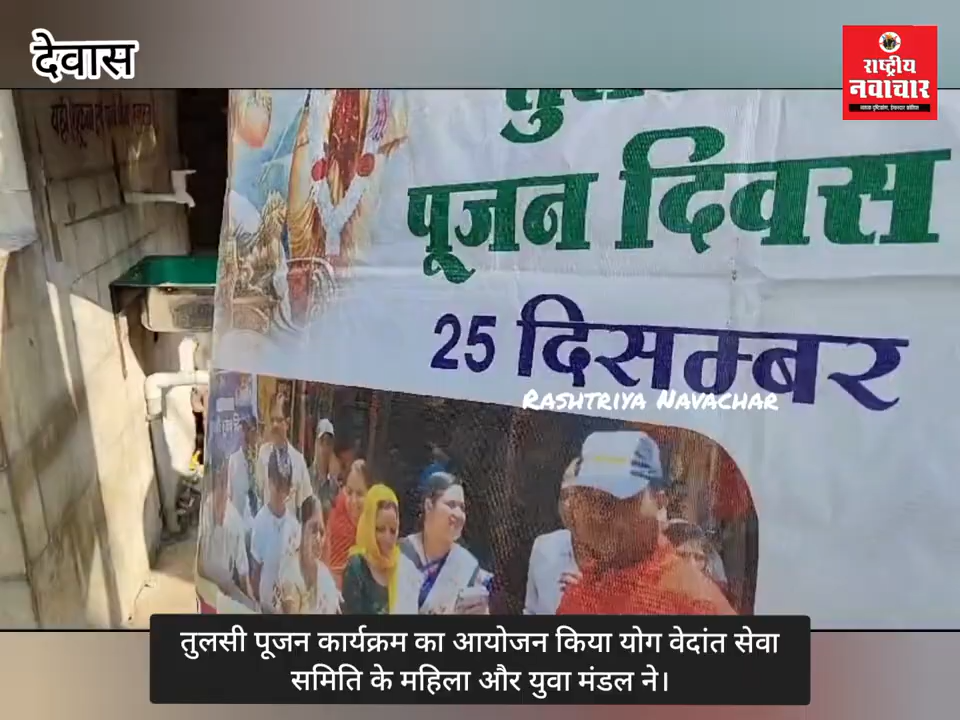 देवास
राष्ट्रीय
नवाचार
पूजन दिवस
25 दिसम्बर
RASHTRIYA NAVACHAR
तुलसी पूजन कार्यक्रम का आयोजन किया योग वेदांत सेवा
समिति के महिला और युवा मंडल ने।